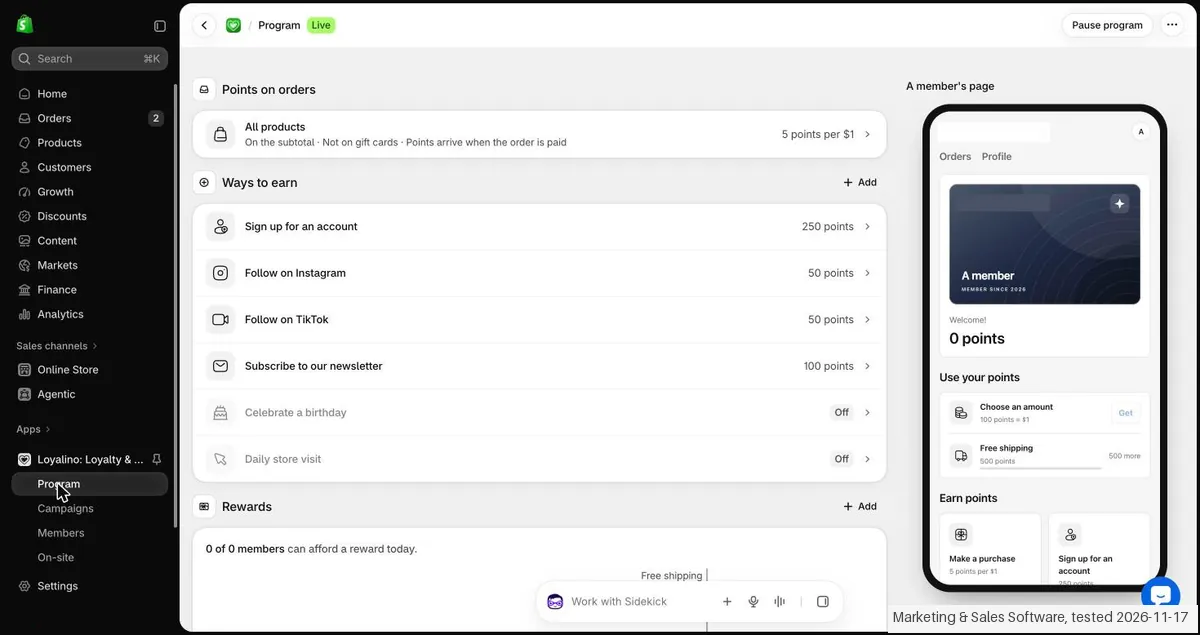 Search ⌘K
Home
Orders 2
Products
Customers
Growth
Discounts
Content
Markets
Finance
Analytics
Sales channels
Online Store
Agentic
Apps
Loyalino: Loyalty & ...
Program
Campaigns
Members
On-site
Settings
/ Program Live
Pause program
Points on orders
All products
On the subtotal · Not on gift cards · Points arrive when the order is paid
5 points per $1
Ways to earn
+ Add
Sign up for an account 250 points
Follow on Instagram 50 points
Follow on TikTok 50 points
Subscribe to our newsletter 100 points
Celebrate a birthday Off
Daily store visit Off
Rewards
+ Add
0 of 0 members can afford a reward today.
Free shipping
Work with Sidekick
A member's page
A
Orders Profile
A member
MEMBER SINCE 2026
Welcome!
0 points
Use your points
Choose an amount
100 points = $1
Get
Free shipping
500 points
500 more
Earn points
Make a purchase
5 points per $1
Sign up for an
account
250 points
Marketing & Sales Software, tested 2026-11-17